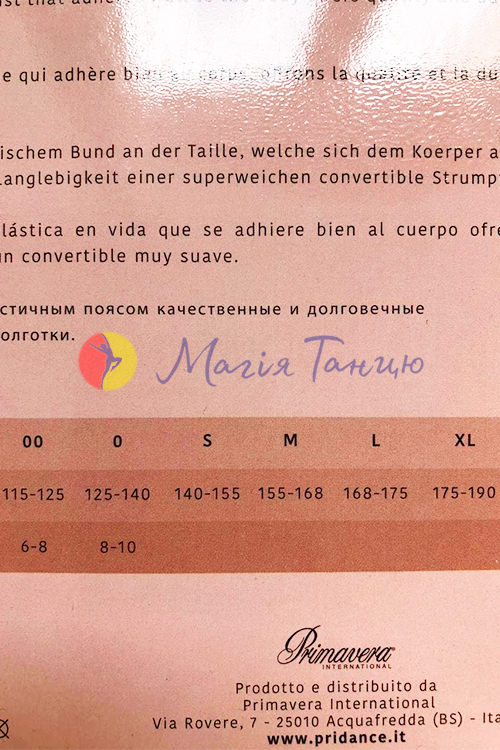 e qui adhère bien au corps, offrons la qualité et la du
ischem Bund an der Taille, welche sich dem Koerper a
anglebigkeit einer superweichen convertible Strump
lástica en vida que se adhiere bien al cuerpo ofre
un convertible muy suave.
стичным поясом качественные и долговечные
олготки.
Магія Танцю
00 0 S M L XL
115-125 125-140 140-155 155-168 168-175 175-190
6-8 8-10
Primavera
INTERNATIONAL
Prodotto e distribuito da
Primavera International
Via Rovere, 7 - 25010 Acquafredda (BS) - Ita
www.pridance.it